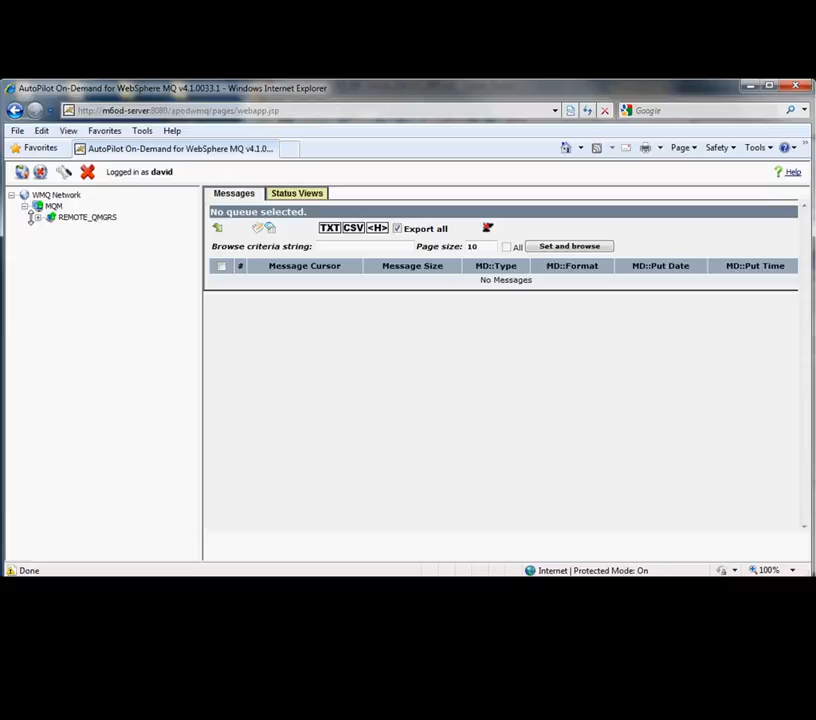 AutoPilot On-Demand for WebSphere MQ v4.1.0033.1 - Windows Internet Explorer
http://m6od-server:8080/apodwmq/pages/webapp.jsp
Google
File Edit View Favorites Tools Help
Favorites
AutoPilot On-Demand for WebSphere MQ v4.1.0...
Page
Safety
Tools
Logged in as david
Help
WMQ Network
MQM
REMOTE_QMGRS
Messages
Status Views
No queue selected.
TXT CSV <H> Export all
Browse criteria string:
Page size: 10
All
Set and browse
# Message Cursor Message Size MD::Type MD::Format MD::Put Date MD::Put Time
No Messages
Done
Internet | Protected Mode: On
100%